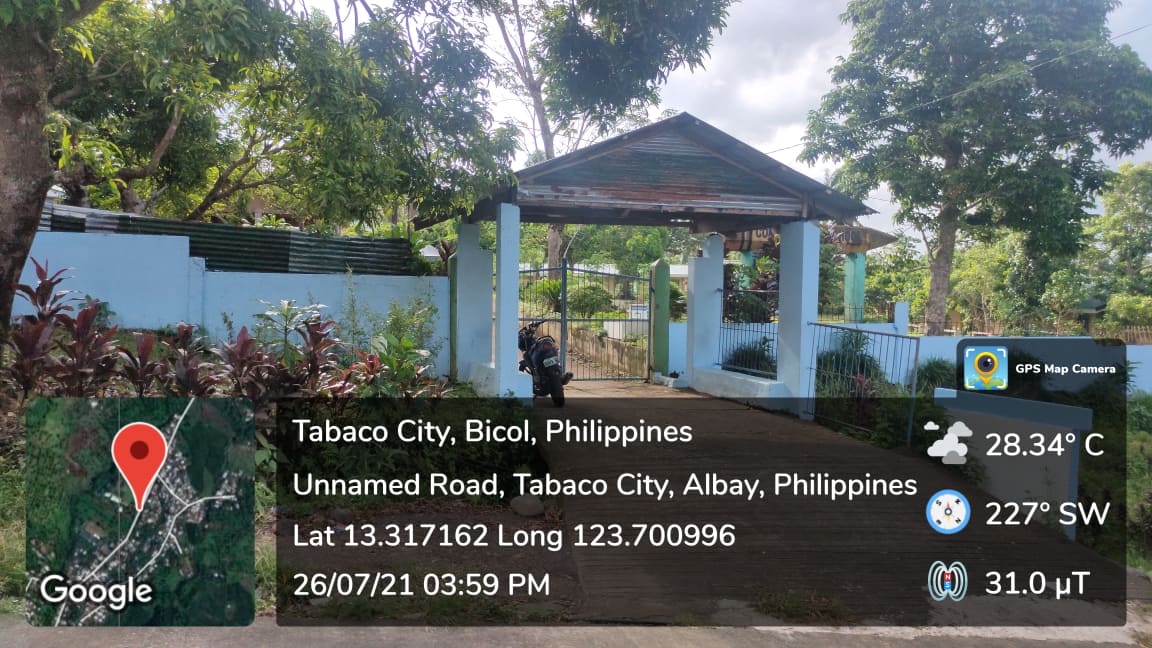 GPS Map Camera
Tabaco City, Bicol, Philippines
Unnamed Road, Tabaco City, Albay, Philippines
Lat 13.317162 Long 123.700996
26/07/21 03:59 PM
28.34° C
227° SW
31.0 µT
Google